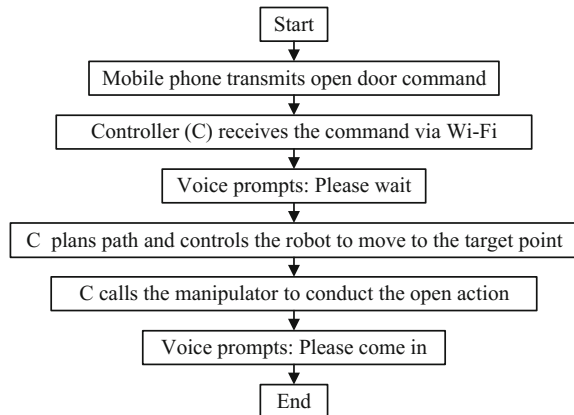 Start
Mobile phone transmits open door command
Controller (C) receives the command via Wi-Fi
Voice prompts: Please wait
C plans path and controls the robot to move to the target point
C calls the manipulator to conduct the open action
Voice prompts: Please come in
End